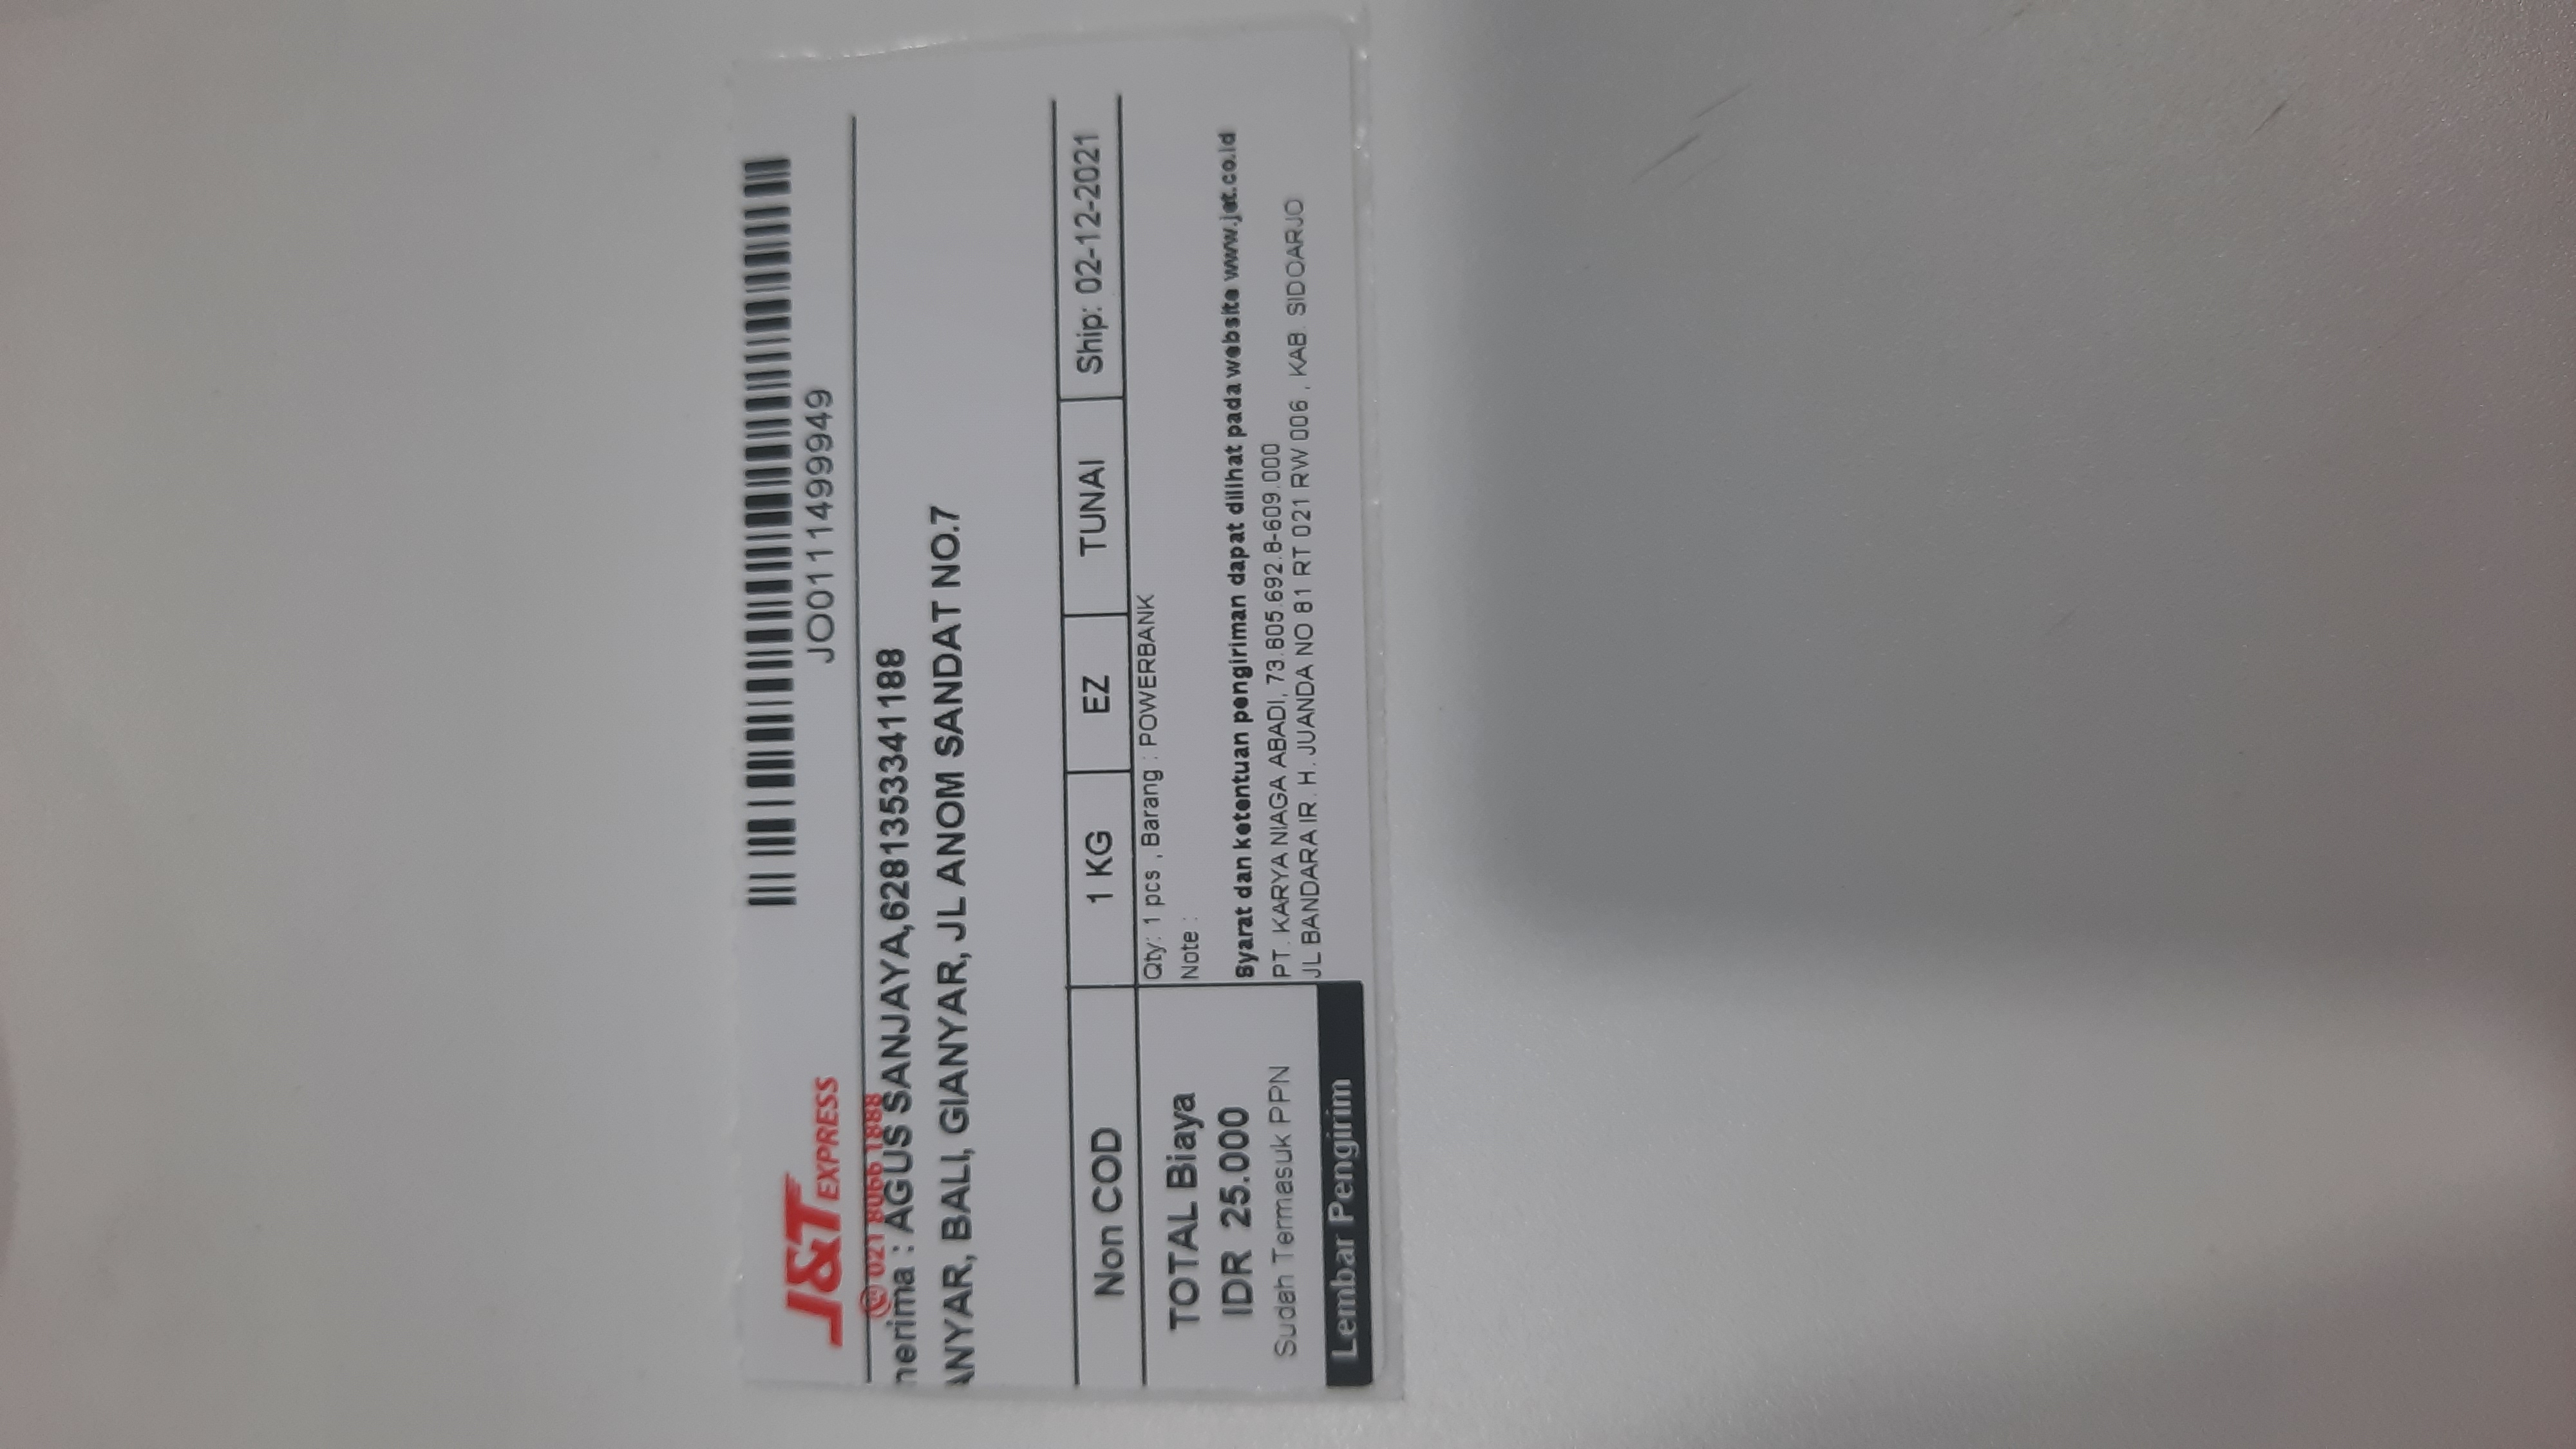 J&T EXPRESS
JO0111499949
021 8066 1888
nerima : AGUS SANJAYA,6281353341188
ANYAR, BALI, GIANYAR, JL ANOM SANDAT NO.7
Non COD 1 KG EZ TUNAI Ship: 02-12-2021
TOTAL Biaya
IDR 25.000
Sudah Termasuk PPN
Lembar Pengirim
Qty: 1 pcs , Barang : POWERBANK
Note :
Syarat dan ketentuan pengiriman dapat dilihat pada website www.jet.co.id
PT. KARYA NIAGA ABADI, 73.805.692.8-609.000
JL BANDARA IR. H. JUANDA NO 81 RT 021 RW 006 , KAB. SIDOARJO